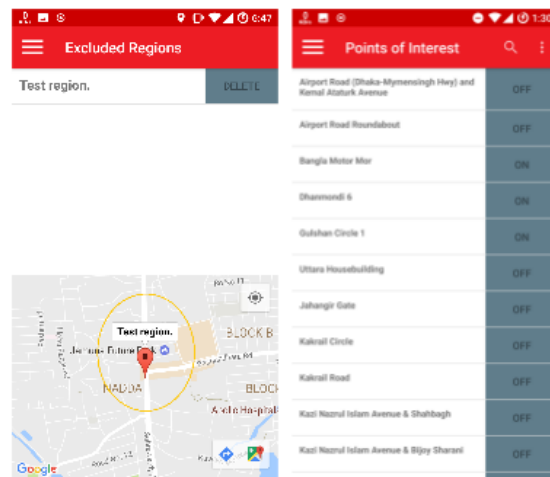 6:47
Excluded Regions
Test region.
DELETE
Test region.
BLOCK B
NADDA
BLOCK
Google
1:30
Points of Interest
Airport Road (Dhaka-Mymensingh Hwy) and
Kemal Ataturk Avenue
OFF
Airport Road Roundabout
OFF
Bangla Motor Mor
ON
Dhanmondi 6
ON
Gulshan Circle 1
ON
Uttara Housebuilding
OFF
Jahangir Gate
OFF
Kakrail Circle
OFF
Kakrail Road
OFF
Kazi Nazrul Islam Avenue & Shahbagh
OFF
Kazi Nazrul Islam Avenue & Bijoy Sharani
OFF